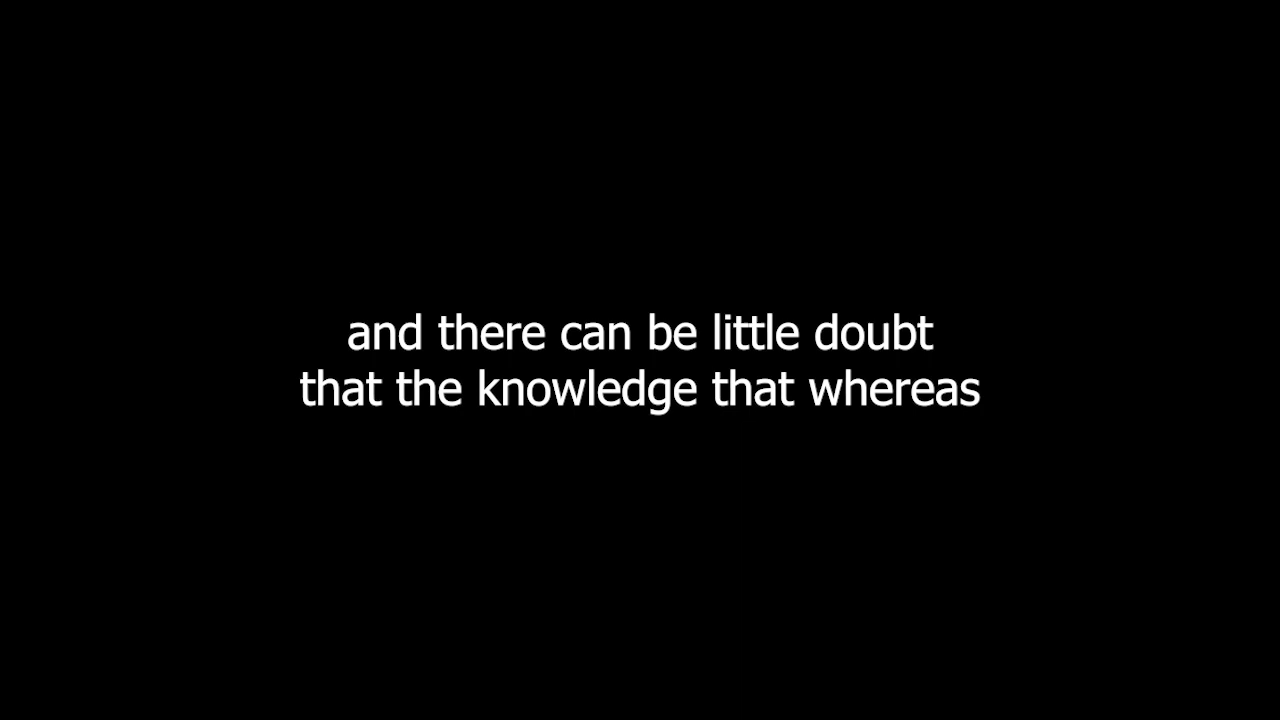 and there can be little doubt
that the knowledge that whereas